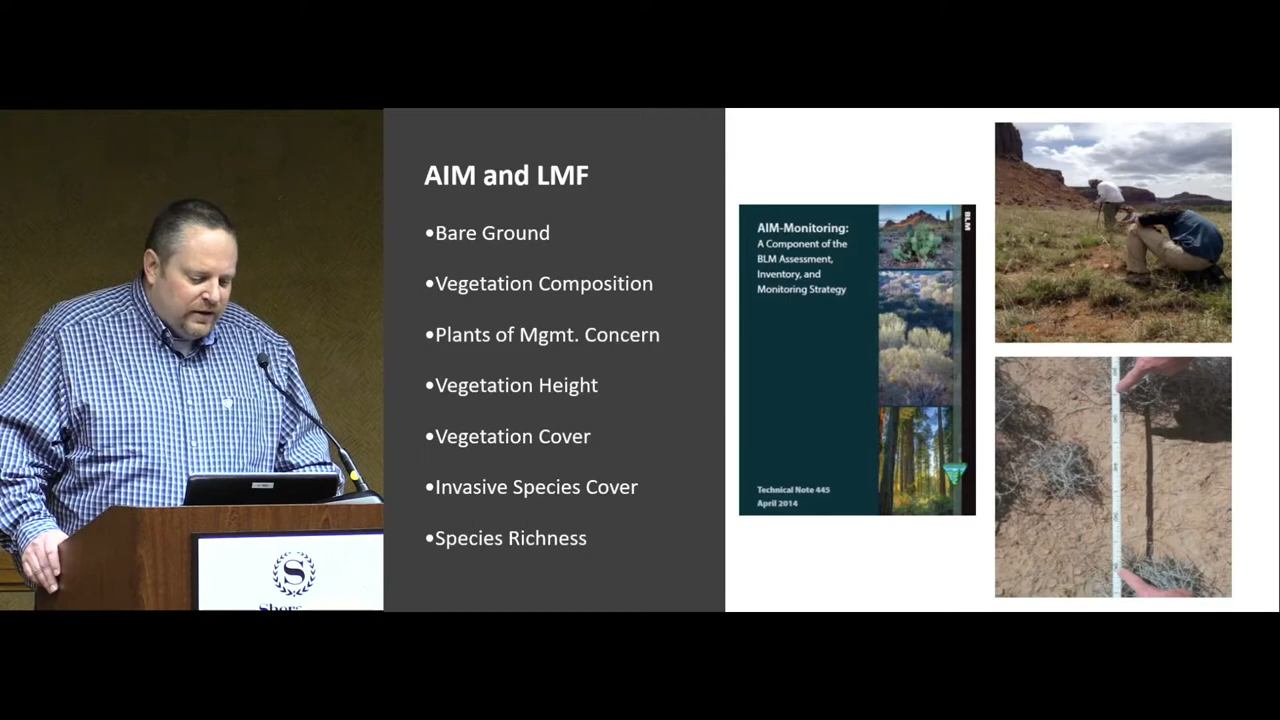 AIM and LMF
•Bare Ground
•Vegetation Composition
•Plants of Mgmt. Concern
•Vegetation Height
•Vegetation Cover
•Invasive Species Cover
•Species Richness
AIM-Monitoring:
A Component of the
BLM Assessment,
Inventory, and
Monitoring Strategy
Technical Note 445
April 2014
BLM
S